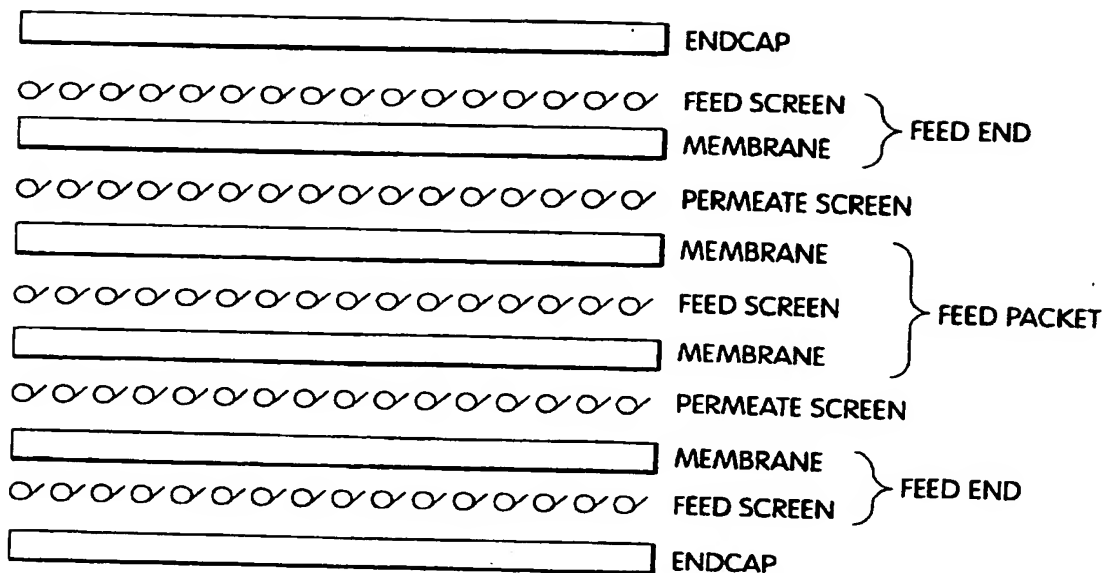 ENDCAP
FEED SCREEN
FEED END
MEMBRANE
PERMEATE SCREEN
MEMBRANE
FEED SCREEN
FEED PACKET
MEMBRANE
PERMEATE SCREEN
MEMBRANE
FEED END
FEED SCREEN
ENDCAP